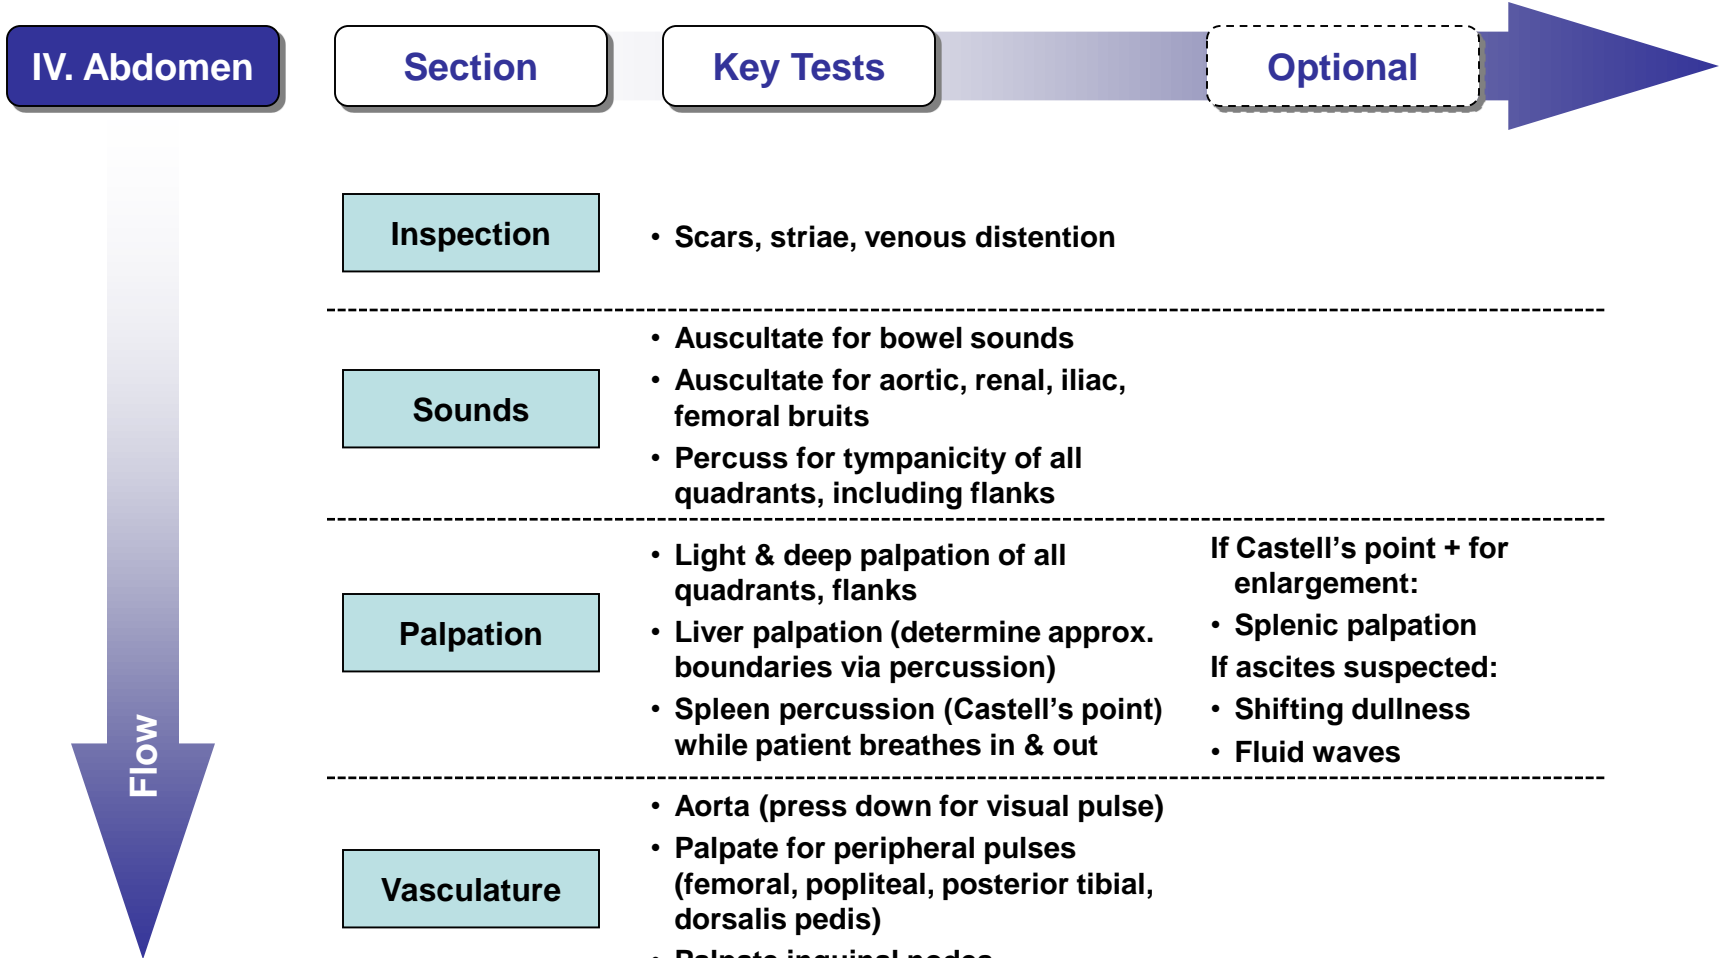 IV. Abdomen
Section
Key Tests
Optional
Inspection
• Scars, striae, venous distention
Sounds
• Auscultate for bowel sounds
• Auscultate for aortic, renal, iliac,
femoral bruits
• Percuss for tympanicity of all
quadrants, including flanks
Palpation
• Light & deep palpation of all
quadrants, flanks
• Liver palpation (determine approx.
boundaries via percussion)
• Spleen percussion (Castell’s point)
while patient breathes in & out
If Castell’s point + for
enlargement:
• Splenic palpation
If ascites suspected:
• Shifting dullness
• Fluid waves
Vasculature
• Aorta (press down for visual pulse)
• Palpate for peripheral pulses
(femoral, popliteal, posterior tibial,
dorsalis pedis)
• Palpate inguinal nodes
Flow